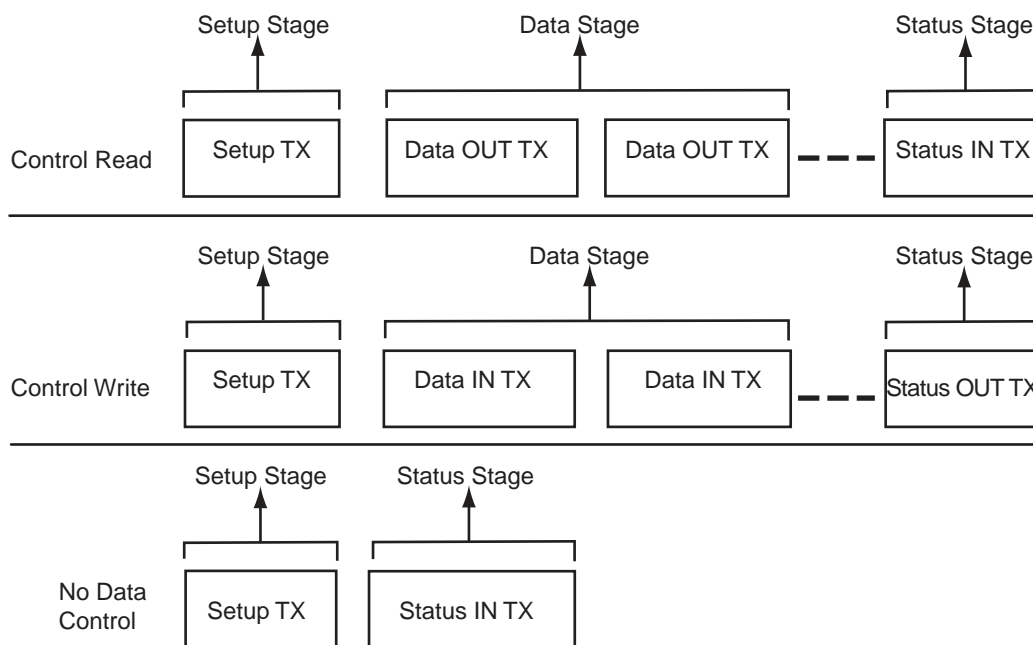 Setup Stage Data Stage Status Stage
Control Read Setup TX Data OUT TX Data OUT TX Status IN TX
Setup Stage Data Stage Status Stage
Control Write Setup TX Data IN TX Data IN TX Status OUT TX
Setup Stage Status Stage
No Data
Control Setup TX Status IN TX